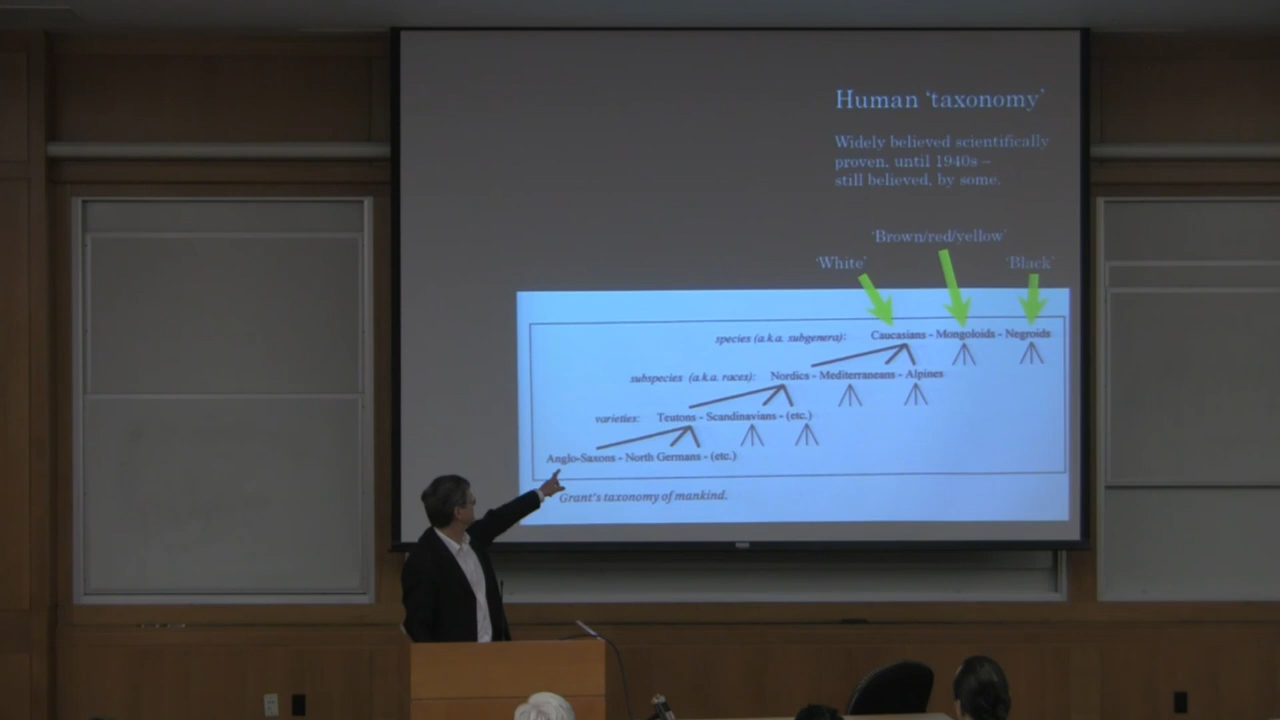 Human ‘taxonomy’
Widely believed scientifically
proven, until 1940s –
still believed, by some.
‘Brown/red/yellow’
‘White’
‘Black’
species (a.k.a. subgenera): Caucasians - Mongoloids - Negroids
subspecies (a.k.a. races): Nordics - Mediterraneans - Alpines
varieties: Teutons - Scandinavians - (etc.)
Anglo-Saxons - North Germans - (etc.)
Grant's taxonomy of mankind.